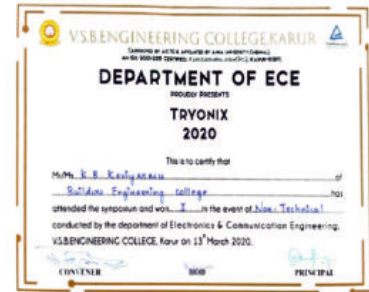 V.S.B.ENGINEERING COLLEGE,KARUR
DEPARTMENT OF ECE
PROUDLY PRESENTS
TRYONIX
2020
This is to certify that
Mr/Ms K.B. Kaviyarasu of
Builders Engineering college has
attended the symposium and won I in the event of Non-Technical
conducted by the department of Electronics & Communication Engineering,
V.S.B.ENGINEERING COLLEGE, Karur on 13th March 2020.
CONVENER HOD PRINCIPAL